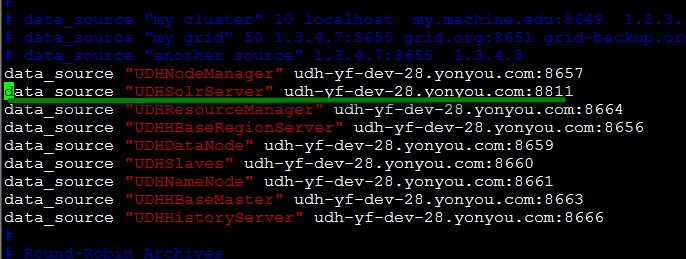 #
# data_source "my cluster" 10 localhost  my.machine.edu:8649  1.2.3.
# data_source "my grid" 50 1.3.4.7:8655 grid.org:8651 grid-backup.or
# data_source "another source" 1.3.4.7:8655  1.3.4.8
data_source "UDHNodeManager" udh-yf-dev-28.yonyou.com:8657
data_source "UDHSolrServer" udh-yf-dev-28.yonyou.com:8811
data_source "UDHResourceManager" udh-yf-dev-28.yonyou.com:8664
data_source "UDHHBaseRegionServer" udh-yf-dev-28.yonyou.com:8656
data_source "UDHDataNode" udh-yf-dev-28.yonyou.com:8659
data_source "UDHSlaves" udh-yf-dev-28.yonyou.com:8660
data_source "UDHNameNode" udh-yf-dev-28.yonyou.com:8661
data_source "UDHHBaseMaster" udh-yf-dev-28.yonyou.com:8663
data_source "UDHHistoryServer" udh-yf-dev-28.yonyou.com:8666
#
# Round-Robin Archives